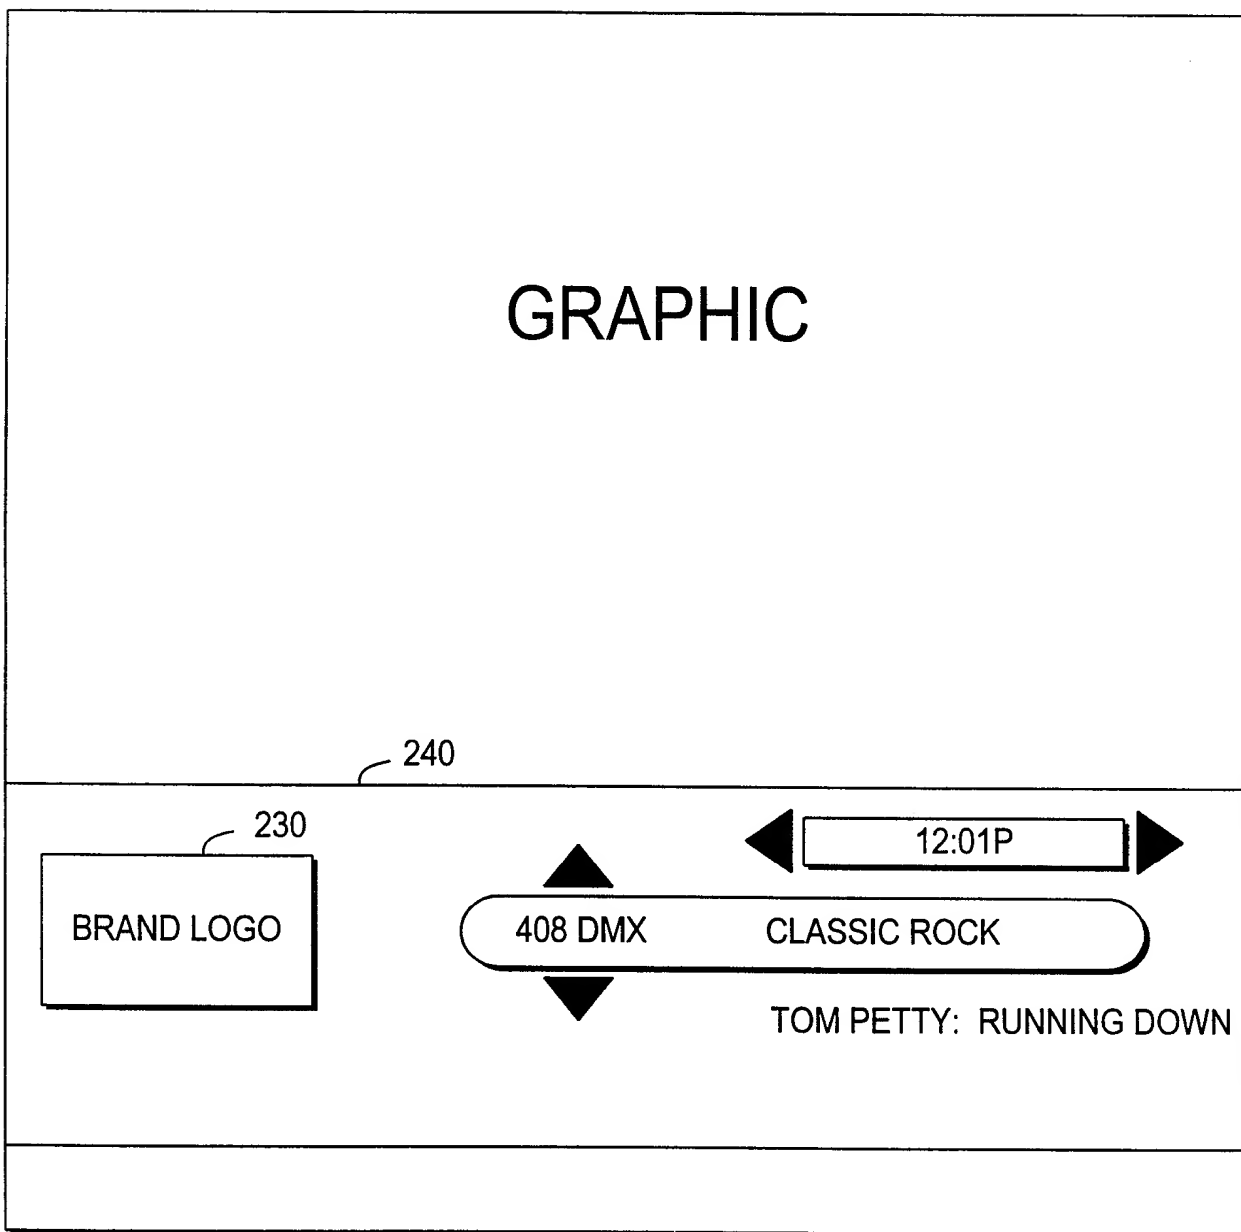 GRAPHIC
240
230
12:01P
BRAND LOGO
408 DMX CLASSIC ROCK
TOM PETTY: RUNNING DOWN